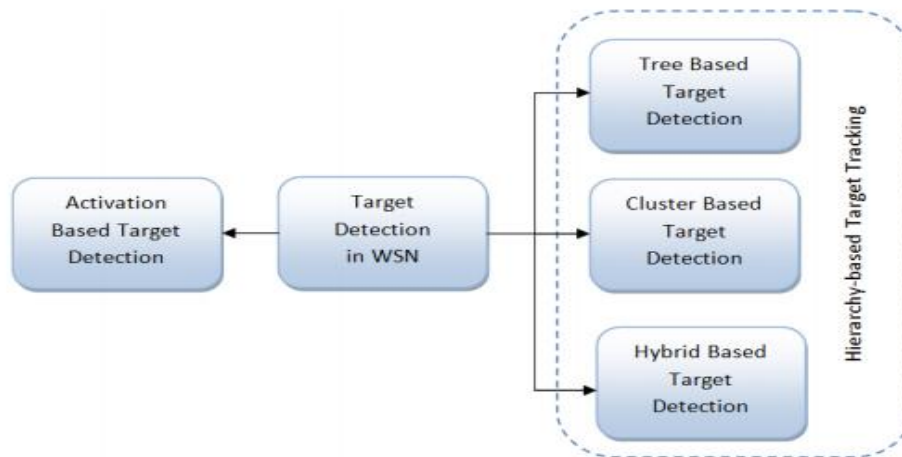 Activation
Based Target
Detection
Target
Detection
in WSN
Tree Based
Target
Detection
Cluster Based
Target
Detection
Hybrid Based
Target
Detection
Hierarchy-based Target Tracking